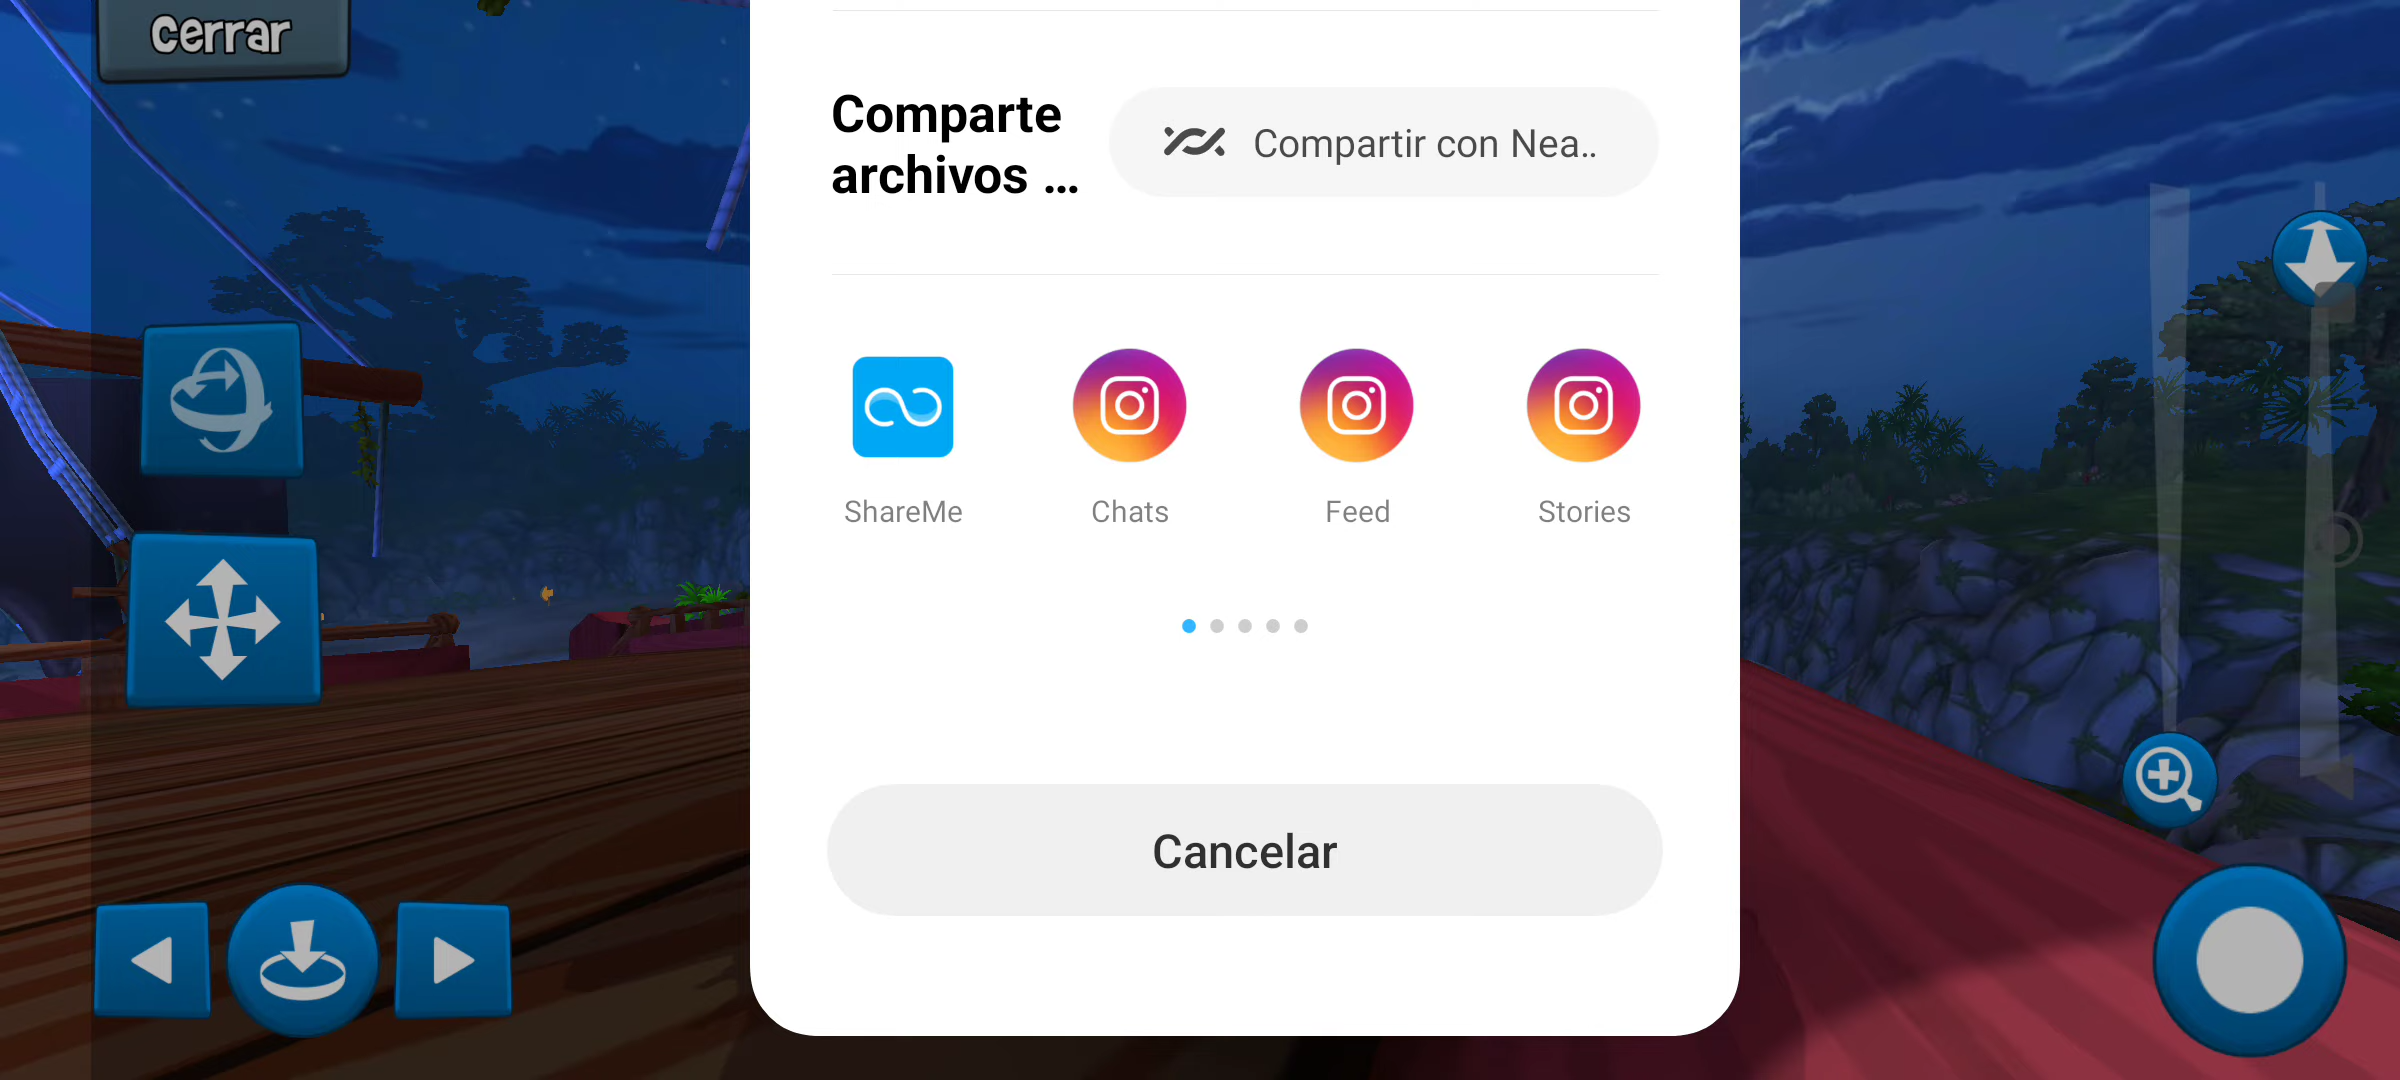 Cerrar
Comparte
archivos ...
Compartir con Nea..
ShareMe
Chats
Feed
Stories
Cancelar